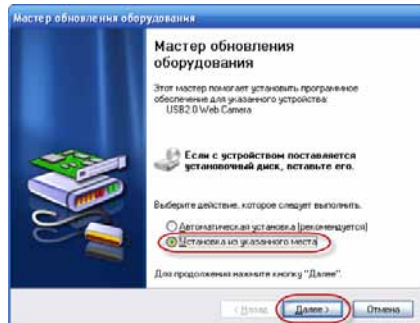 Мастер обновления оборудования
Мастер обновления
оборудования
Этот мастер помогает установить программное
обеспечение для указанного устройства:
USB2.0 Web Camera
Если с устройством поставляется
установочный диск, вставьте его.
Выберите действие, которое следует выполнить.
Автоматическая установка (рекомендуется)
Установка из указанного места
Для продолжения нажмите кнопку "Далее".
< Назад
Далее >
Отмена